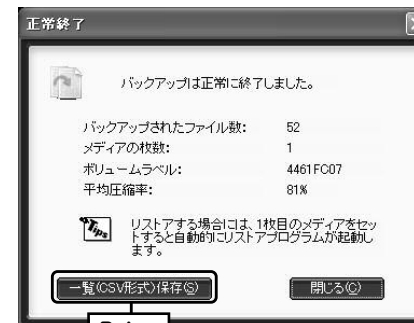 正常終了
バックアップは正常に終了しました。
バックアップされたファイル数: 52
メディアの枚数: 1
ボリュームラベル: 4461FC07
平均圧縮率: 81%
Tips
リストアする場合には、1枚目のメディアをセッ
トすると自動的にリストアプログラムが起動し
ます。
一覧(CSV形式)保存(S) 閉じる(C)